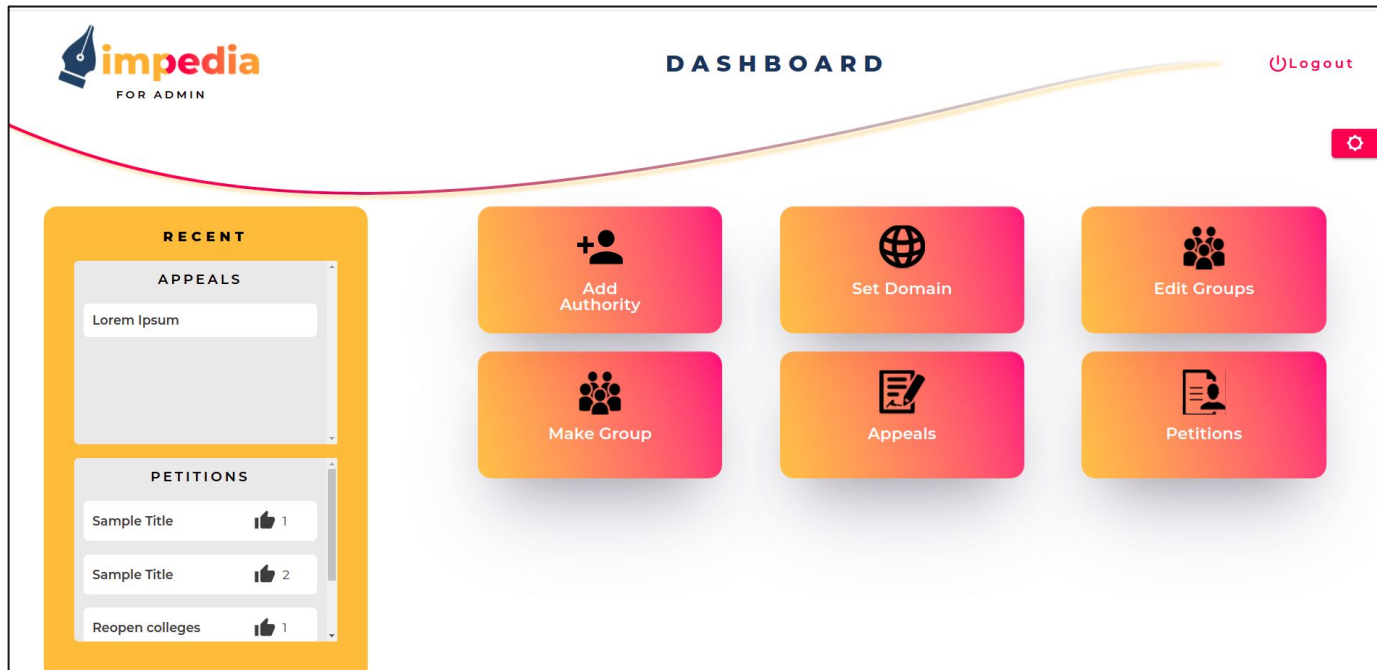 impedia
FOR ADMIN
DASHBOARD
Logout
RECENT
APPEALS
Lorem Ipsum
PETITIONS
Sample Title 1
Sample Title 2
Reopen colleges 1
Add
Authority
Set Domain
Edit Groups
Make Group
Appeals
Petitions